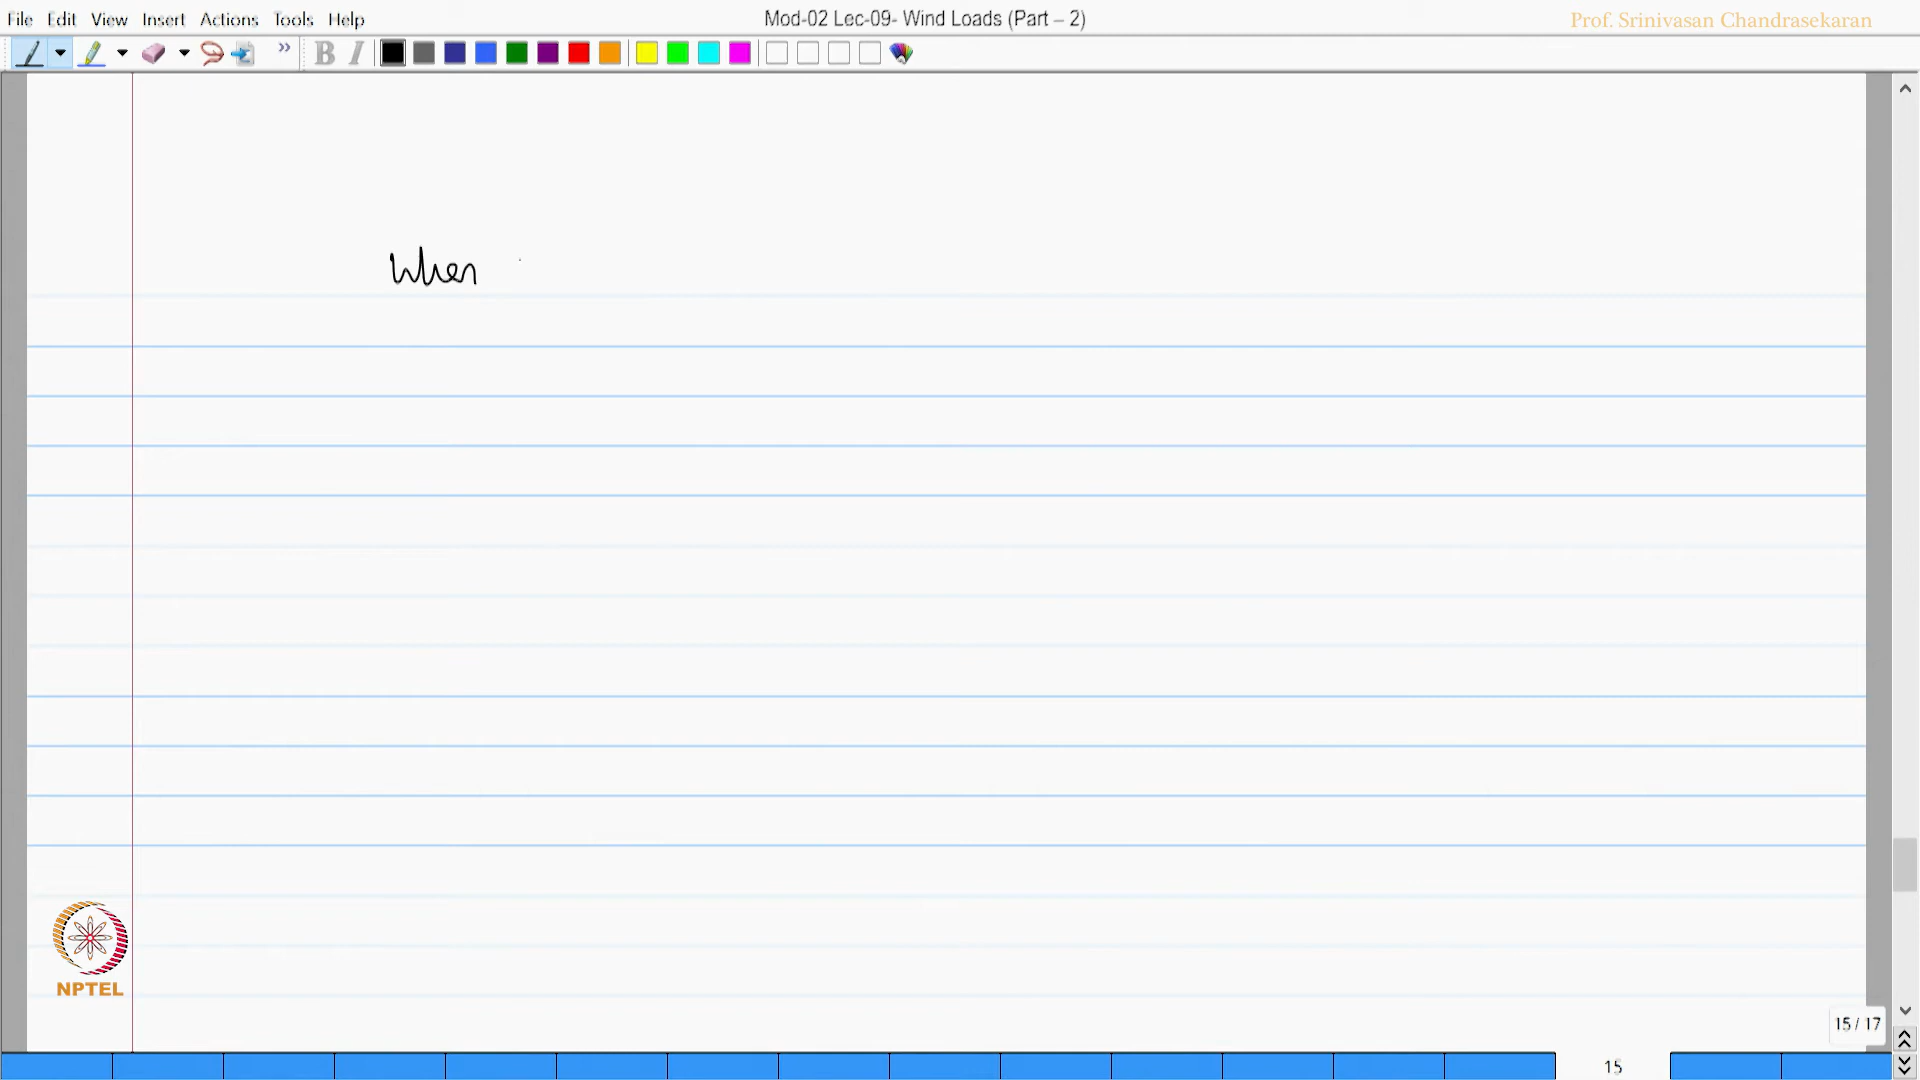 File Edit View Insert Actions Tools Help
Mod-02 Lec-09- Wind Loads (Part – 2)
Prof. Srinivasan Chandrasekaran
B I
When
NPTEL
15 / 17
15